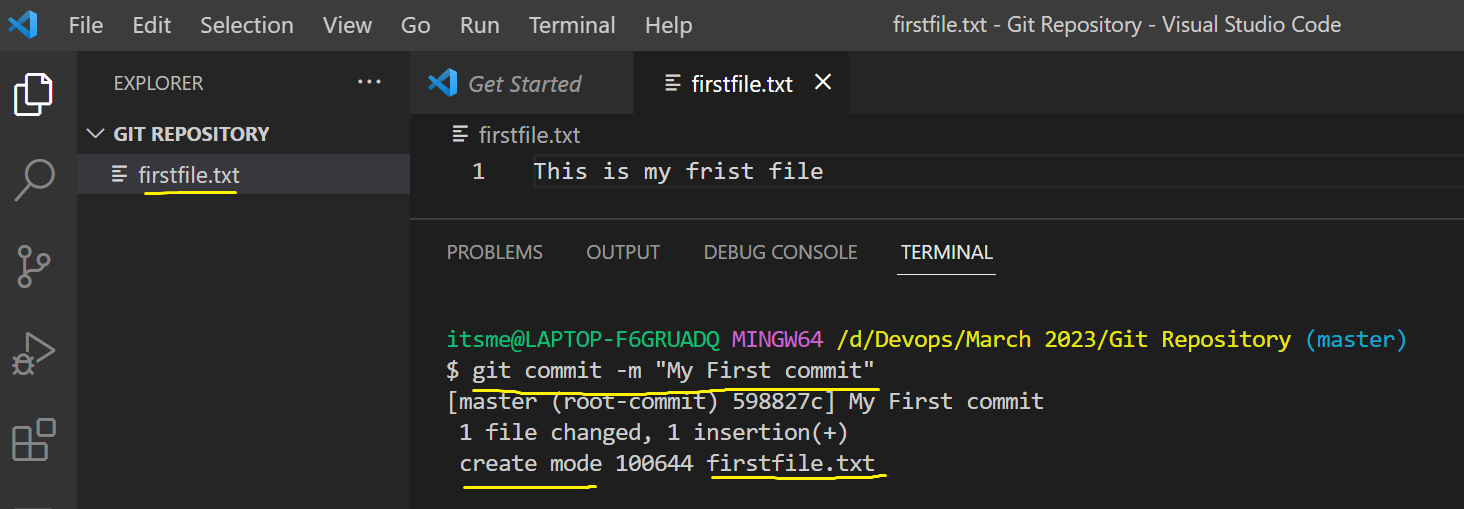 File Edit Selection View Go Run Terminal Help firstfile.txt - Git Repository - Visual Studio Code
EXPLORER ···
GIT REPOSITORY
firstfile.txt
Get Started firstfile.txt
firstfile.txt
1 This is my frist file
PROBLEMS OUTPUT DEBUG CONSOLE TERMINAL
itsme@LAPTOP-F6GRUADQ MINGW64 /d/Devops/March 2023/Git Repository (master)
$ git commit -m "My First commit"
[master (root-commit) 598827c] My First commit
1 file changed, 1 insertion(+)
create mode 100644 firstfile.txt